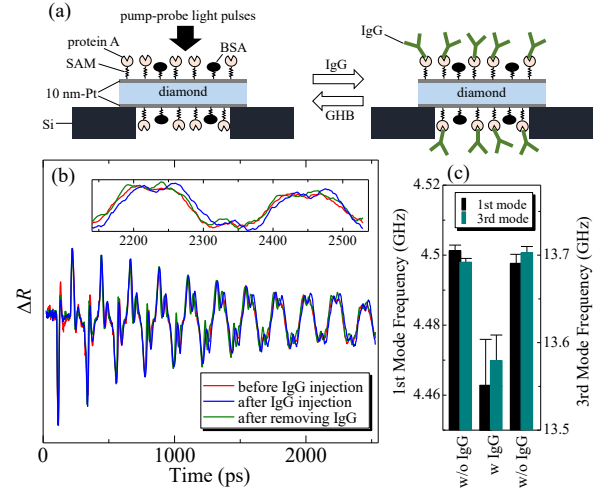 (a)
pump-probe light pulses
protein A
BSA
SAM
10 nm-Pt
diamond
Si
IgG
GHB
IgG
diamond
(b)
2200 2300 2400 2500
ΔR
before IgG injection
after IgG injection
after removing IgG
0 500 1000 1500 2000
Time (ps)
(c)
1st mode
3rd mode
4.52
4.5
4.48
4.46
1st Mode Frequency (GHz)
13.7
13.6
13.5
3rd Mode Frequency (GHz)
w/o IgG
w IgG
w/o IgG